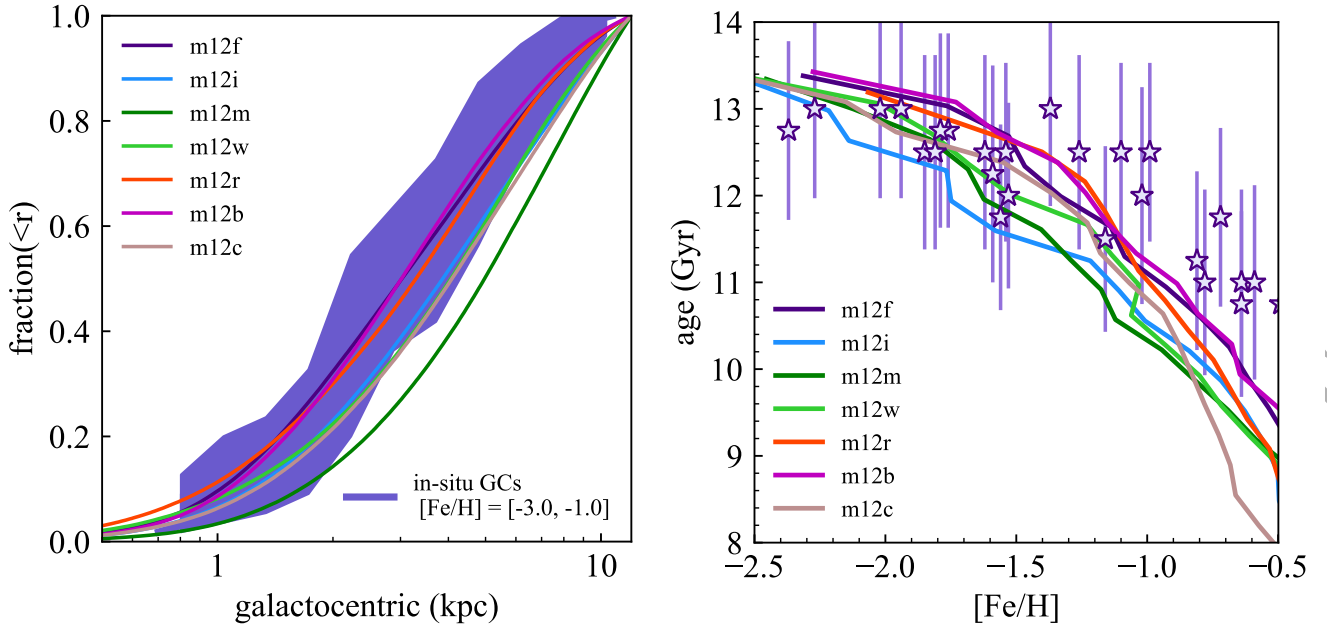 1.0
0.8
0.6
0.4
0.2
0.0
fraction(<r)
m12f
m12i
m12m
m12w
m12r
m12b
m12c
in-situ GCs
[Fe/H] = [-3.0, -1.0]
1
10
galactocentric (kpc)
14
13
12
11
10
9
8
age (Gyr)
m12f
m12i
m12m
m12w
m12r
m12b
m12c
−2.5
−2.0
−1.5
−1.0
−0.5
[Fe/H]